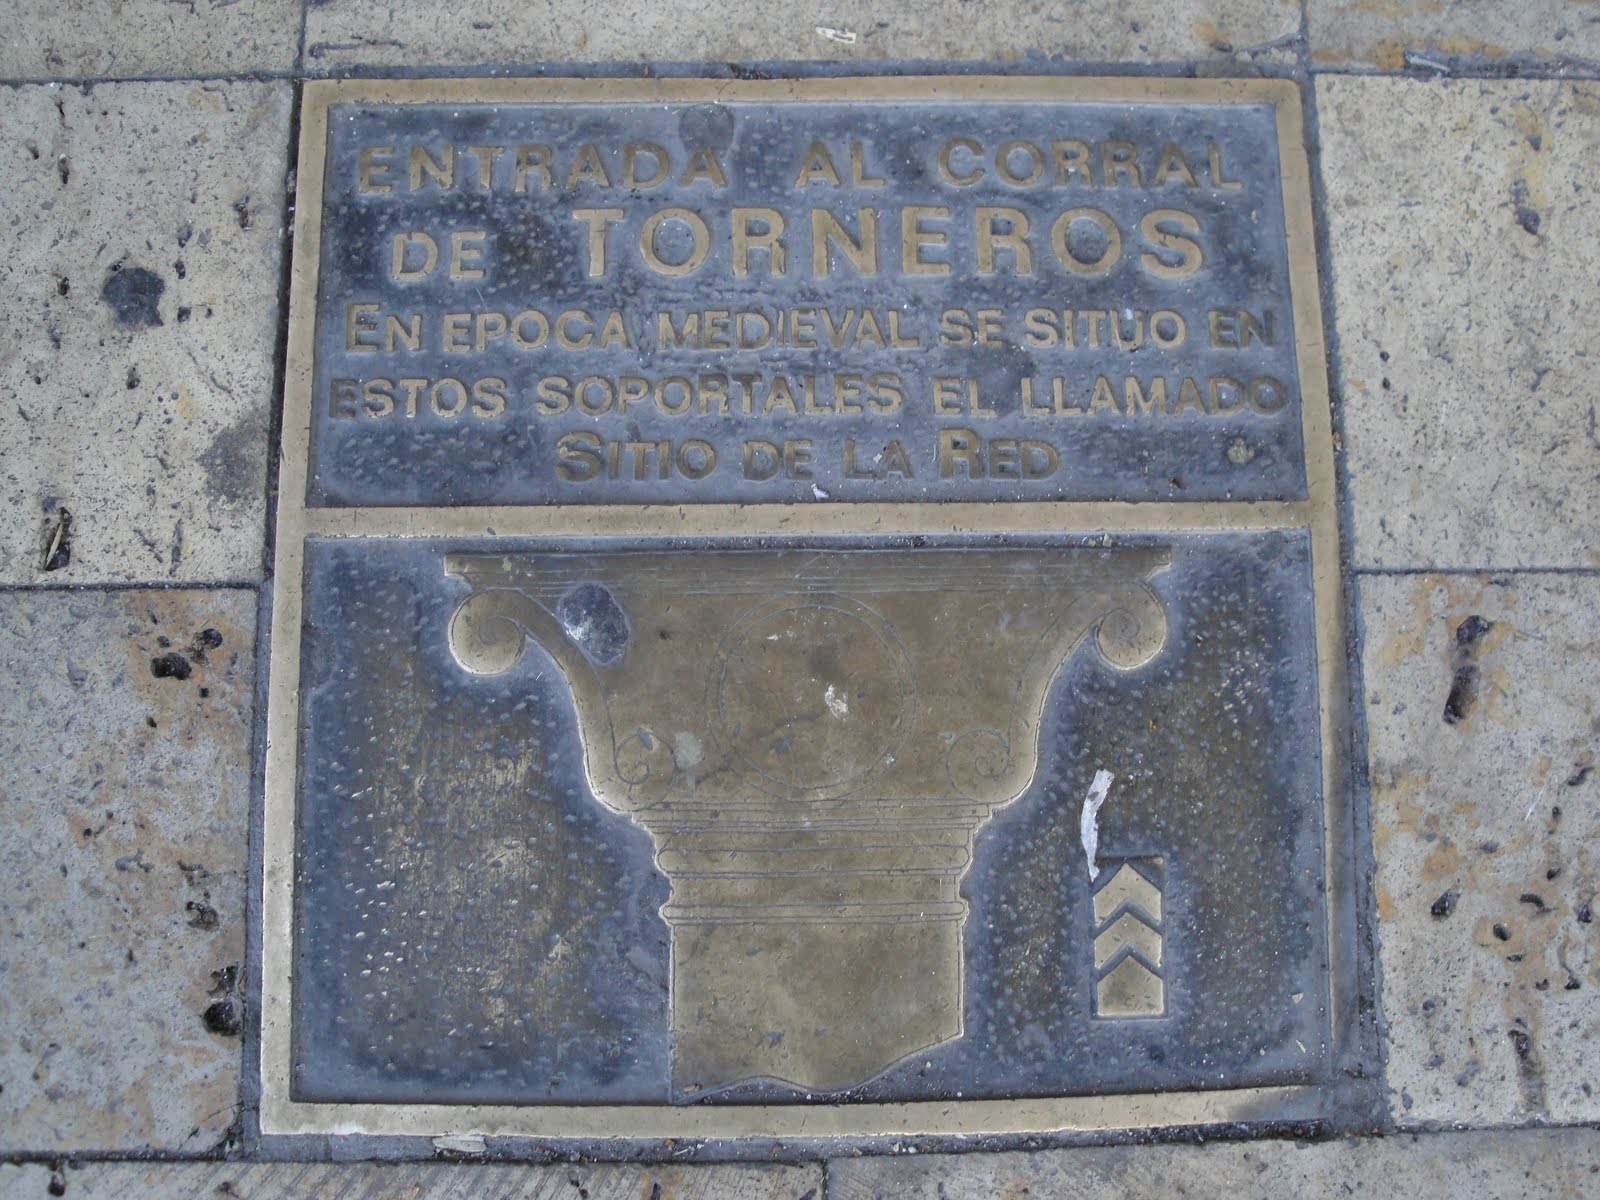 ENTRADA AL CORRAL
DE TORNEROS
EN EPOCA MEDIEVAL SE SITUO EN
ESTOS SOPORTALES EL LLAMADO
SITIO DE LA RED